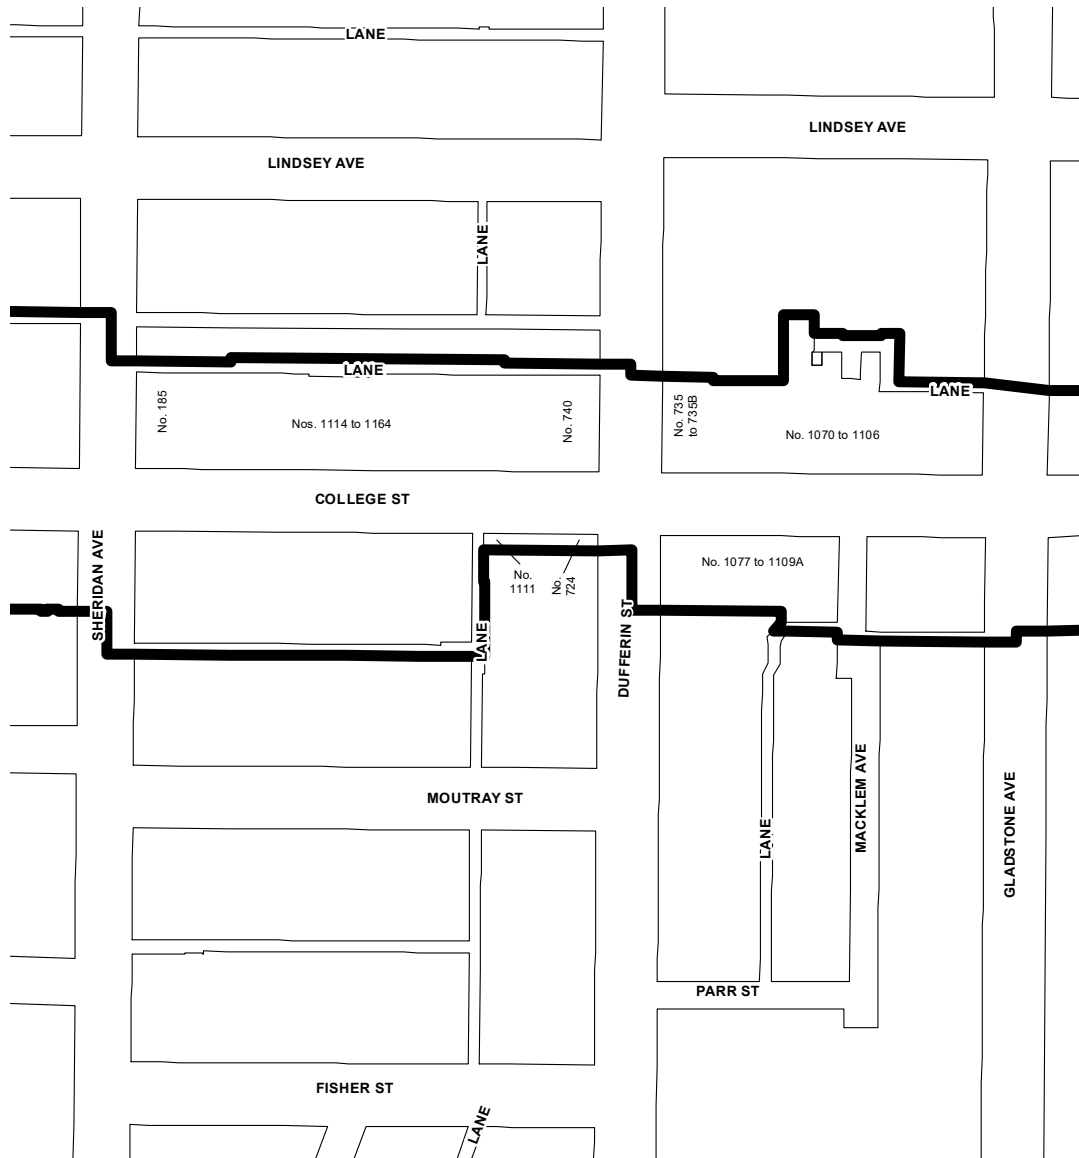 LANE
LINDSEY AVE
LINDSEY AVE
LANE
LANE
LANE
No. 185
Nos. 1114 to 1164
No. 740
No. 735
to 735B
No. 1070 to 1106
COLLEGE ST
SHERIDAN AVE
No.
1111
No.
724
No. 1077 to 1109A
LANE
DUFFERIN ST
MOUTRAY ST
LANE
MACKLEM AVE
GLADSTONE AVE
PARR ST
FISHER ST
LANE